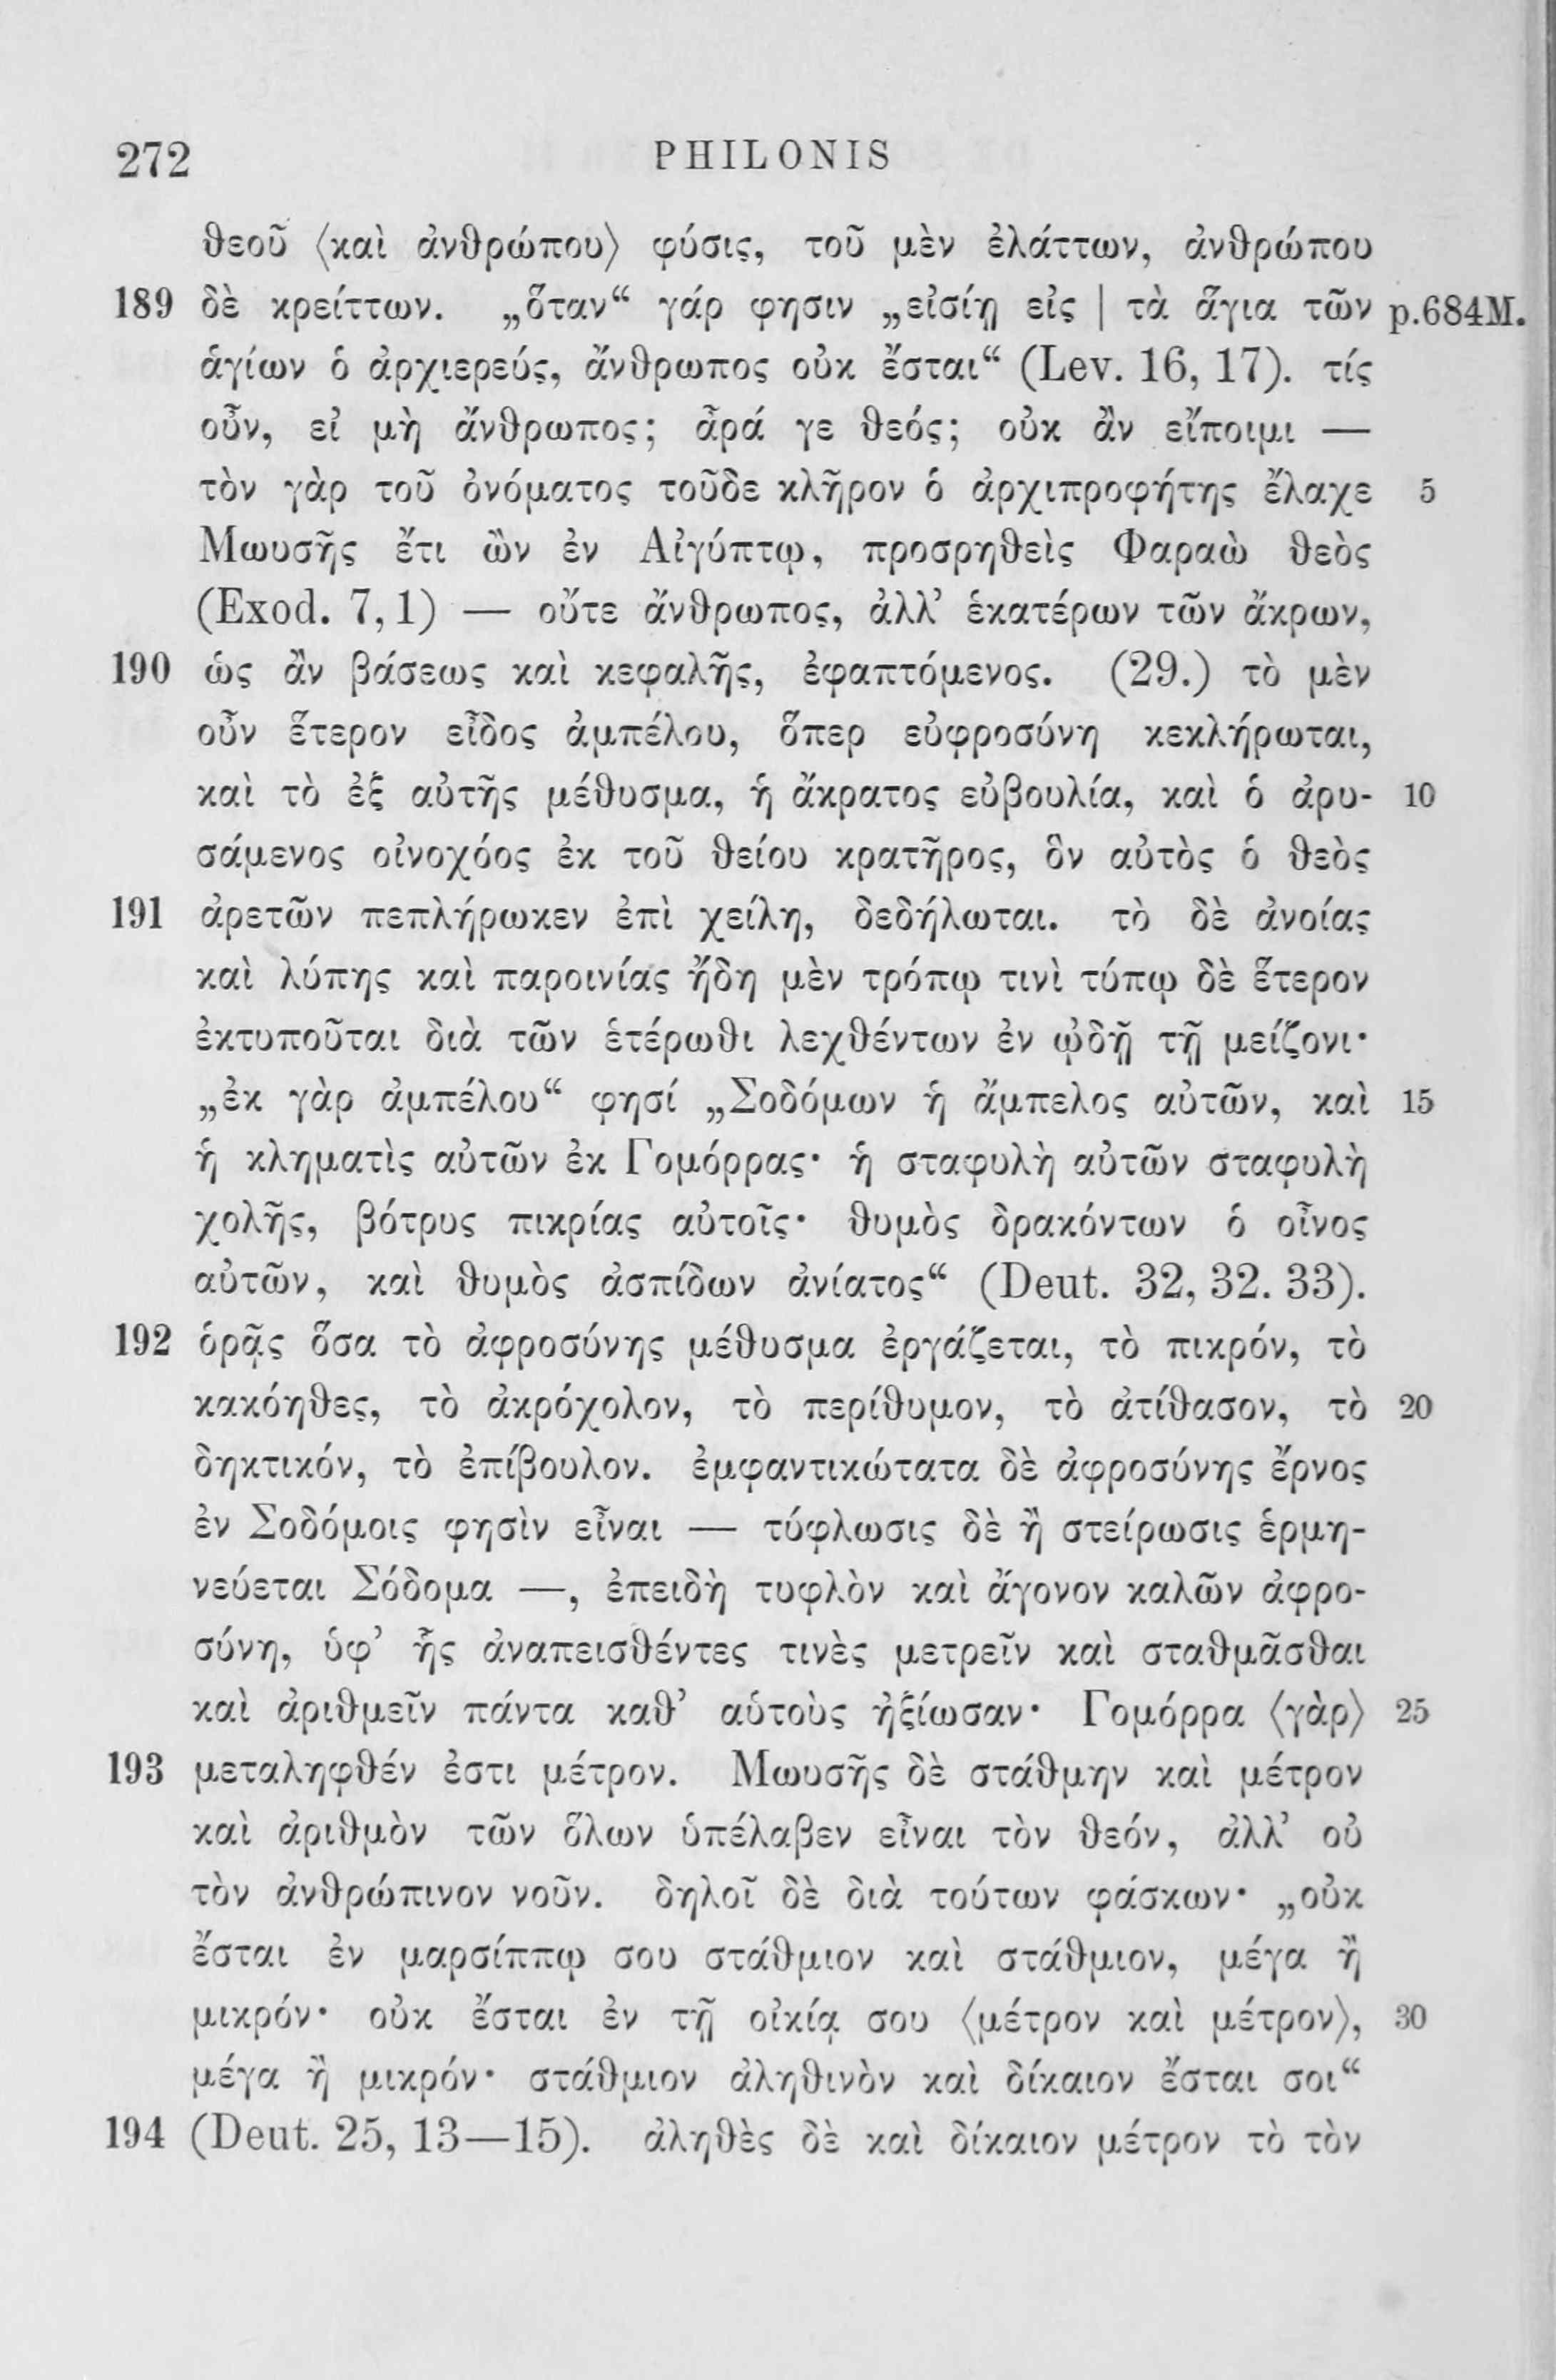 272 PHILONIS
θεοῦ ⟨καὶ ἀνθρώπου⟩ φύσις, τοῦ μὲν ἐλάττων, ἀνθρώπου
189 δὲ κρείττων. „ὅταν“ γάρ φησιν „εἰσίῃ εἰς | τὰ ἅγια τῶν p.684M.
ἁγίων ὁ ἀρχιερεύς, ἄνθρωπος οὐκ ἔσται“ (Lev. 16, 17). τίς
οὖν, εἰ μὴ ἄνθρωπος; ἆρά γε θεός; οὐκ ἂν εἴποιμι —
τὸν γὰρ τοῦ ὀνόματος τοῦδε κλῆρον ὁ ἀρχιπροφήτης ἔλαχε 5
Μωυσῆς ἔτι ὢν ἐν Αἰγύπτῳ, προσρηθεὶς Φαραὼ θεὸς
(Exod. 7, 1) — οὔτε ἄνθρωπος, ἀλλ’ ἑκατέρων τῶν ἄκρων,
190 ὡς ἂν βάσεως καὶ κεφαλῆς, ἐφαπτόμενος. (29.) τὸ μὲν
οὖν ἕτερον εἶδος ἀμπέλου, ὅπερ εὐφροσύνη κεκλήρωται,
καὶ τὸ ἐξ αὐτῆς μέθυσμα, ἡ ἄκρατος εὐβουλία, καὶ ὁ ἀρυ- 10
σάμενος οἰνοχόος ἐκ τοῦ θείου κρατῆρος, ὃν αὐτὸς ὁ θεὸς
191 ἀρετῶν πεπλήρωκεν ἐπὶ χείλη, δεδήλωται. τὸ δὲ ἀνοίας
καὶ λύπης καὶ παροινίας ἤδη μὲν τρόπῳ τινὶ τύπῳ δὲ ἕτερον
ἐκτυποῦται διὰ τῶν ἑτέρωθι λεχθέντων ἐν ᾠδῇ τῇ μείζονι·
„ἐκ γὰρ ἀμπέλου“ φησί „Σοδόμων ἡ ἄμπελος αὐτῶν, καὶ 15
ἡ κληματὶς αὐτῶν ἐκ Γομόρρας· ἡ σταφυλὴ αὐτῶν σταφυλὴ
χολῆς, βότρυς πικρίας αὐτοῖς· θυμὸς δρακόντων ὁ οἶνος
αὐτῶν, καὶ θυμὸς ἀσπίδων ἀνίατος“ (Deut. 32, 32. 33).
192 ὁρᾷς ὅσα τὸ ἀφροσύνης μέθυσμα ἐργάζεται, τὸ πικρόν, τὸ
κακόηθες, τὸ ἀκρόχολον, τὸ περίθυμον, τὸ ἀτίθασον, τὸ 20
δηκτικόν, τὸ ἐπίβουλον. ἐμφαντικώτατα δὲ ἀφροσύνης ἔρνος
ἐν Σοδόμοις φησὶν εἶναι — τύφλωσις δὲ ἢ στείρωσις ἑρμη-
νεύεται Σόδομα —, ἐπειδὴ τυφλὸν καὶ ἄγονον καλῶν ἀφρο-
σύνη, ὑφ’ ἧς ἀναπεισθέντες τινὲς μετρεῖν καὶ σταθμᾶσθαι
καὶ ἀριθμεῖν πάντα καθ’ αὑτοὺς ἠξίωσαν· Γομόρρα ⟨γὰρ⟩ 25
193 μεταληφθέν ἐστι μέτρον. Μωυσῆς δὲ στάθμην καὶ μέτρον
καὶ ἀριθμὸν τῶν ὅλων ὑπέλαβεν εἶναι τὸν θεόν, ἀλλ’ οὐ
τὸν ἀνθρώπινον νοῦν. δηλοῖ δὲ διὰ τούτων φάσκων· „οὐκ
ἔσται ἐν μαρσίππῳ σου στάθμιον καὶ στάθμιον, μέγα ἢ
μικρόν· οὐκ ἔσται ἐν τῇ οἰκίᾳ σου ⟨μέτρον καὶ μέτρον⟩, 30
μέγα ἢ μικρόν· στάθμιον ἀληθινὸν καὶ δίκαιον ἔσται σοι“
194 (Deut. 25, 13—15). ἀληθὲς δὲ καὶ δίκαιον μέτρον τὸ τὸν